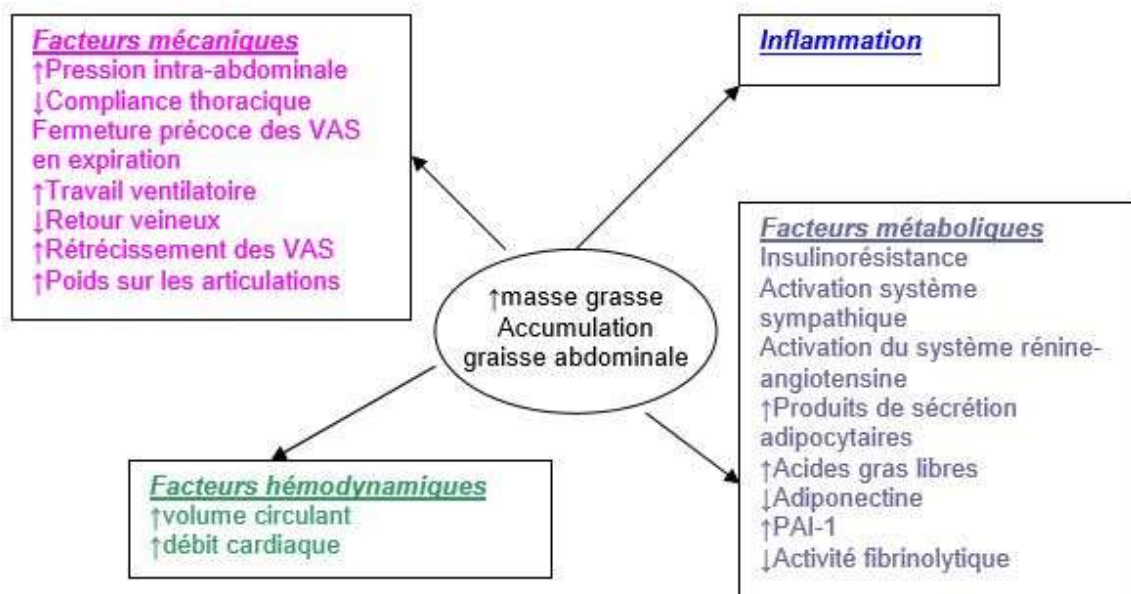 Facteurs mécaniques
↑Pression intra-abdominale
↓Compliance thoracique
Fermeture précoce des VAS
en expiration
↑Travail ventilatoire
↓Retour veineux
↑Rétrécissement des VAS
↑Poids sur les articulations
Inflammation
↑masse grasse
Accumulation
graisse abdominale
Facteurs métaboliques
Insulinorésistance
Activation système
sympathique
Activation du système rénine-
angiotensine
↑Produits de sécrétion
adipocytaires
↑Acides gras libres
↓Adiponectine
↑PAI-1
↓Activité fibrinolytique
Facteurs hémodynamiques
↑volume circulant
↑débit cardiaque